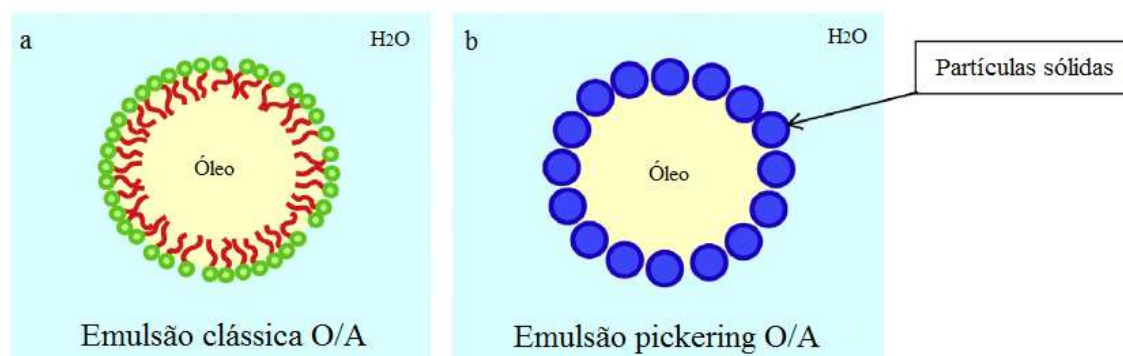 a
H2O
Óleo
Emulsão clássica O/A
b
H2O
Óleo
Emulsão pickering O/A
Partículas sólidas